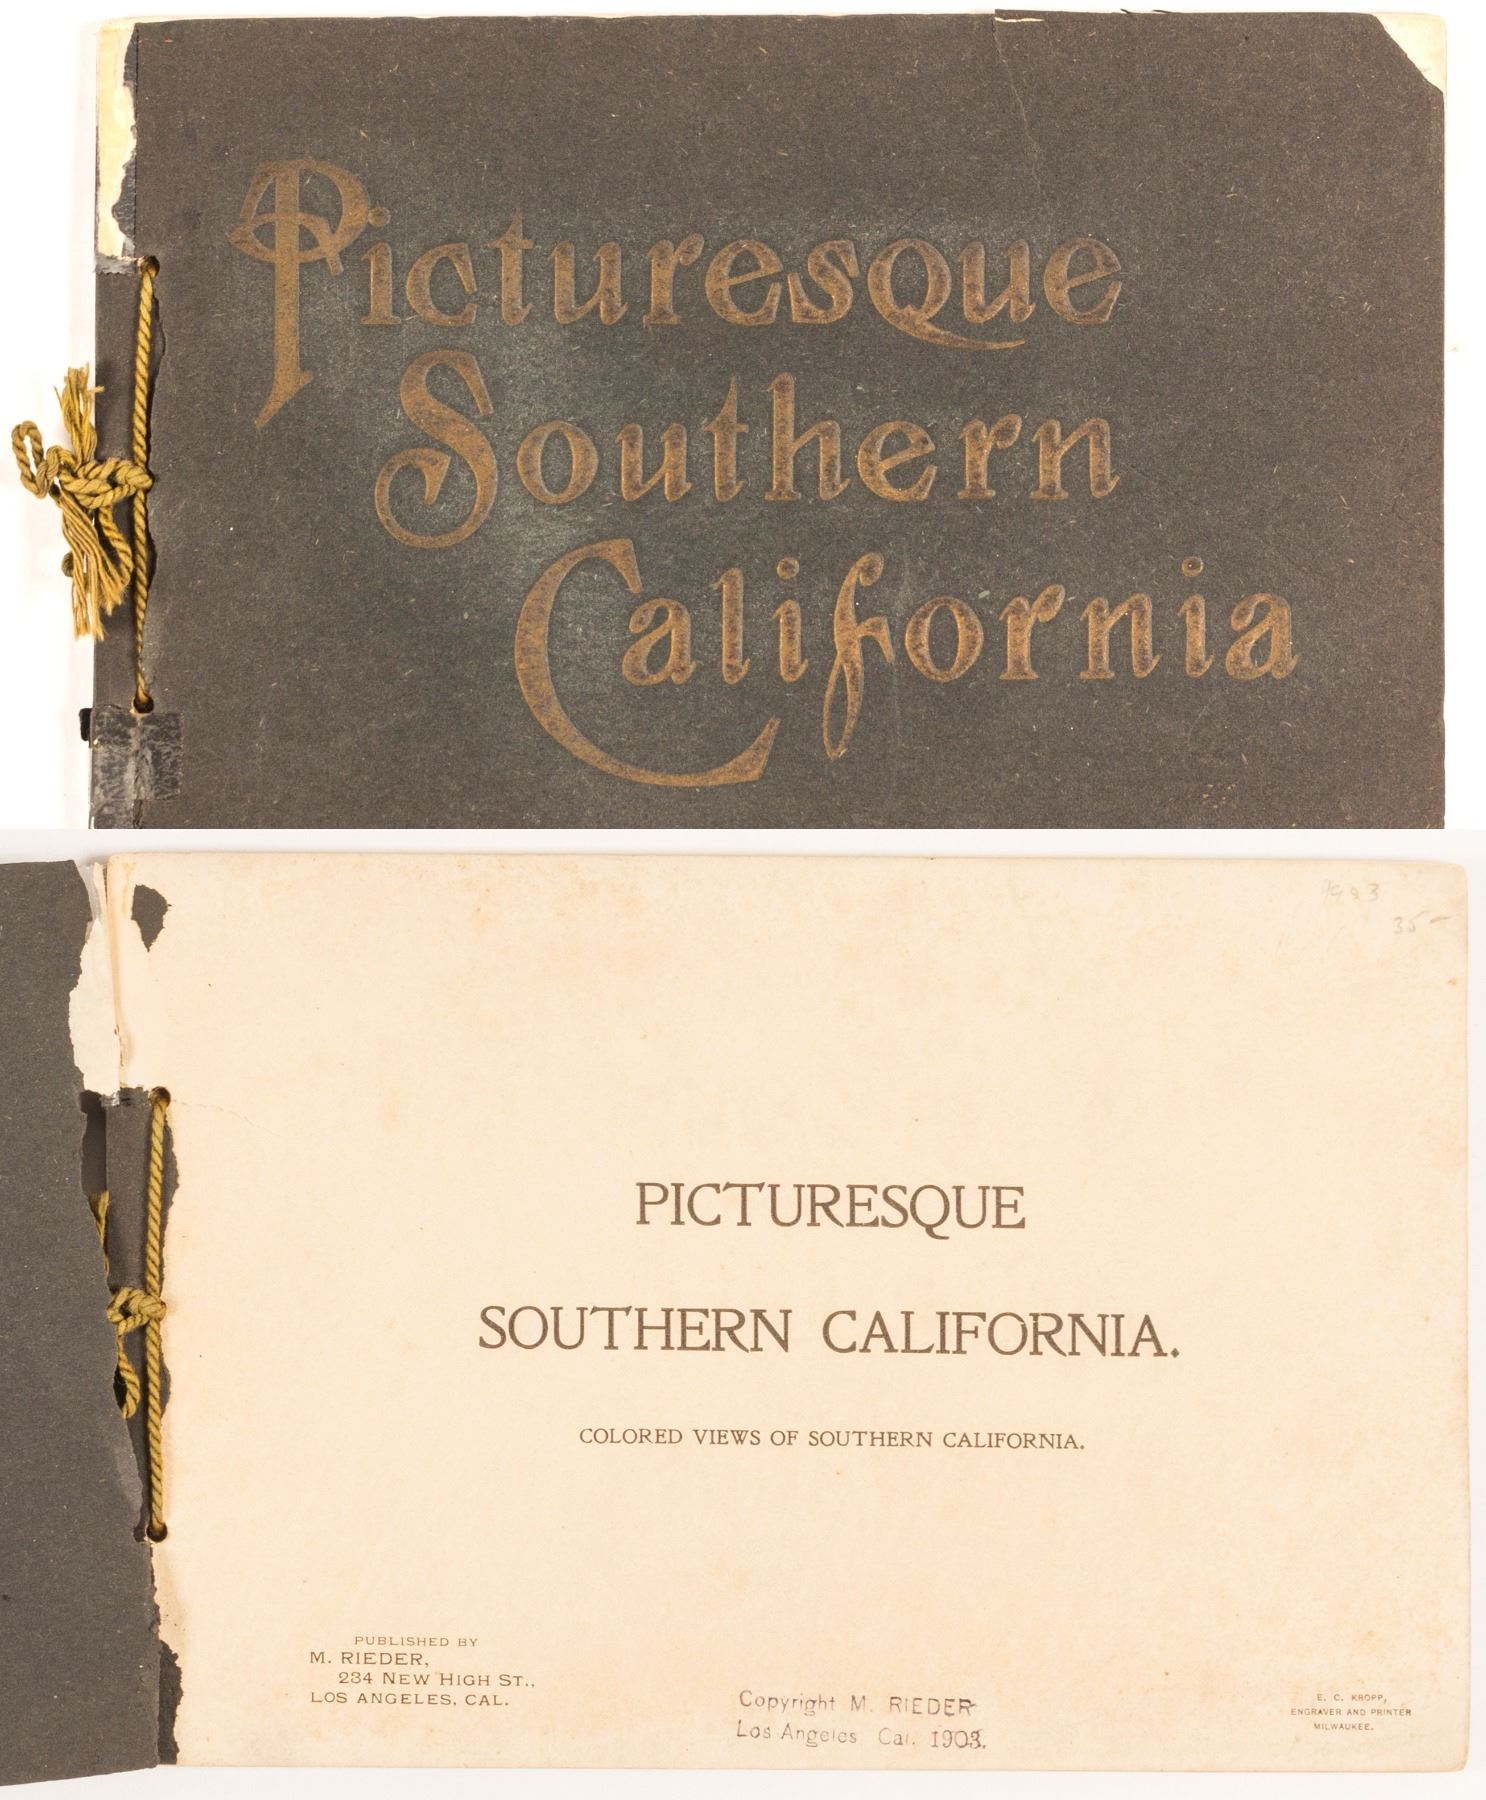 Picturesque
Southern
California
35-
PICTURESQUE
SOUTHERN CALIFORNIA.
COLORED VIEWS OF SOUTHERN CALIFORNIA.
PUBLISHED BY
M. RIEDER,
234 NEW HIGH ST.,
LOS ANGELES, CAL.
Copyright M. RIEDER
Los Angeles Cal. 1903.
E. C. KROPP,
ENGRAVER AND PRINTER
MILWAUKEE.